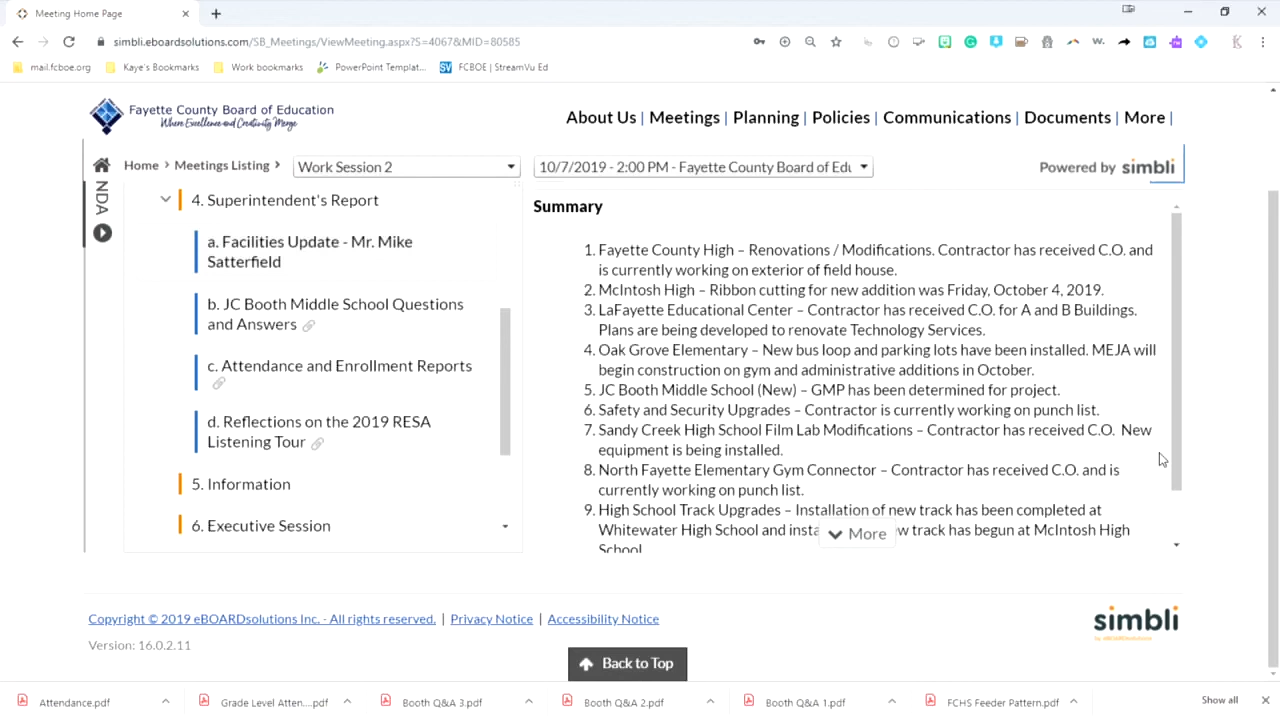 Meeting Home Page
simbli.eboardsolutions.com/SB_Meetings/ViewMeeting.aspx?S=4067&MID=80585
mail.fcboe.org
Kaye's Bookmarks
Work bookmarks
PowerPoint Templat...
FCBOE | StreamVu Ed
Fayette County Board of Education
Where Excellence and Creativity Merge
About Us | Meetings | Planning | Policies | Communications | Documents | More |
Home > Meetings Listing >
Work Session 2
10/7/2019 - 2:00 PM - Fayette County Board of Edu
Powered by simbli
NDA
4. Superintendent's Report
a. Facilities Update - Mr. Mike
Satterfield
b. JC Booth Middle School Questions
and Answers
c. Attendance and Enrollment Reports
d. Reflections on the 2019 RESA
Listening Tour
5. Information
6. Executive Session
Summary
1. Fayette County High – Renovations / Modifications. Contractor has received C.O. and
is currently working on exterior of field house.
2. McIntosh High – Ribbon cutting for new addition was Friday, October 4, 2019.
3. LaFayette Educational Center – Contractor has received C.O. for A and B Buildings.
Plans are being developed to renovate Technology Services.
4. Oak Grove Elementary – New bus loop and parking lots have been installed. MEJA will
begin construction on gym and administrative additions in October.
5. JC Booth Middle School (New) – GMP has been determined for project.
6. Safety and Security Upgrades – Contractor is currently working on punch list.
7. Sandy Creek High School Film Lab Modifications – Contractor has received C.O. New
equipment is being installed.
8. North Fayette Elementary Gym Connector – Contractor has received C.O. and is
currently working on punch list.
9. High School Track Upgrades – Installation of new track has been completed at
Whitewater High School and insta w track has begun at McIntosh High
School
More
Copyright © 2019 eBOARDsolutions Inc. - All rights reserved. | Privacy Notice | Accessibility Notice
Version: 16.0.2.11
simbli
Back to Top
Attendance.pdf
Grade Level Atten....pdf
Booth Q&A 3.pdf
Booth Q&A 2.pdf
Booth Q&A 1.pdf
FCHS Feeder Pattern.pdf
Show all